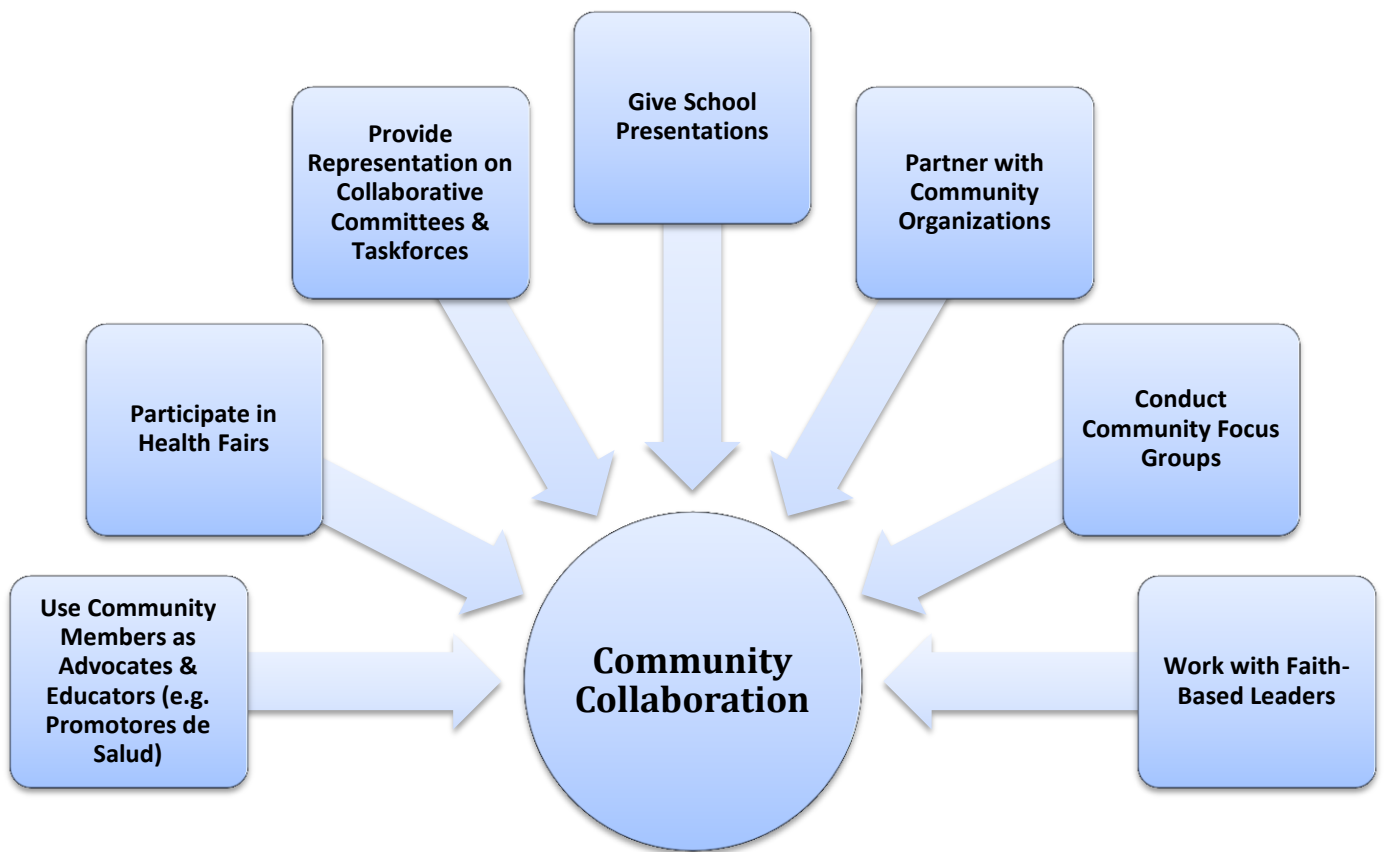 Give School
Presentations
Provide
Representation on
Collaborative
Committees &
Taskforces
Partner with
Community
Organizations
Participate in
Health Fairs
Conduct
Community Focus
Groups
Use Community
Members as
Advocates &
Educators (e.g.
Promotores de
Salud)
Community
Collaboration
Work with Faith-
Based Leaders